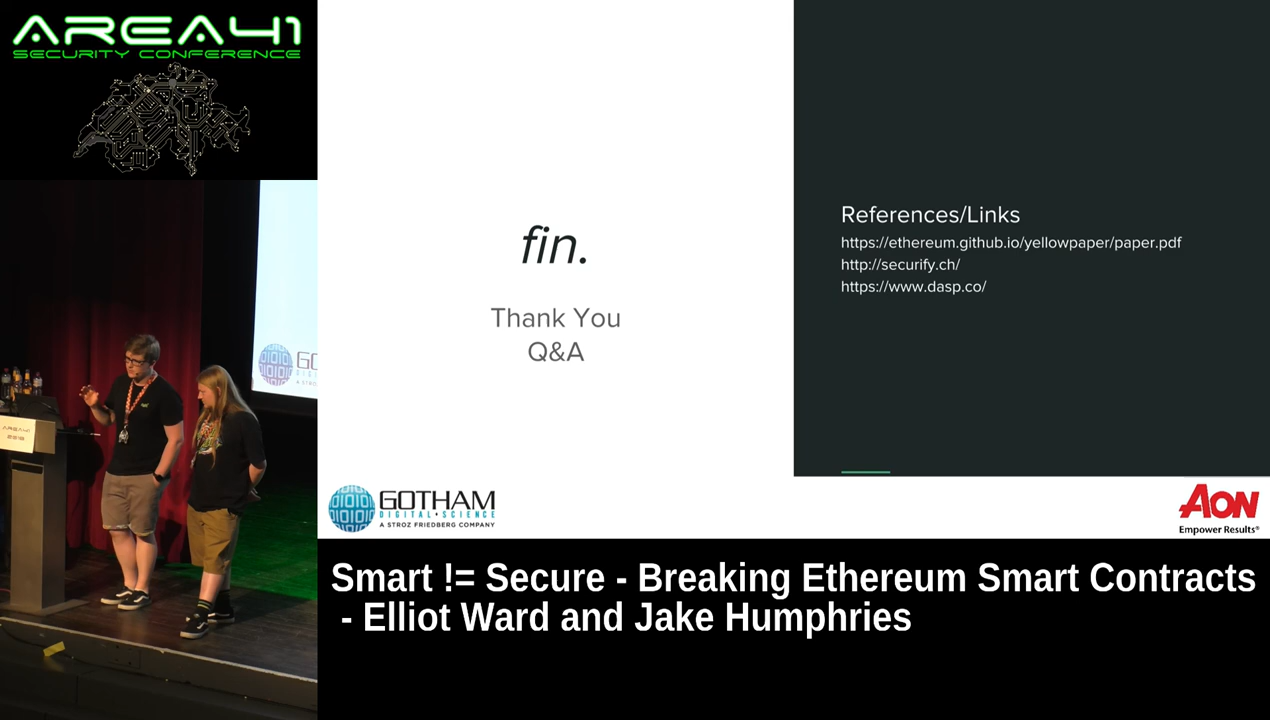 AREA41
SECURITY CONFERENCE
fin.
Thank You
Q&A
References/Links
https://ethereum.github.io/yellowpaper/paper.pdf
http://securify.ch/
https://www.dasp.co/
GOTHAM
DIGITAL•SCIENCE
A STROZ FRIEDBERG COMPANY
AON
Empower Results®
AREA41
Smart != Secure - Breaking Ethereum Smart Contracts
- Elliot Ward and Jake Humphries